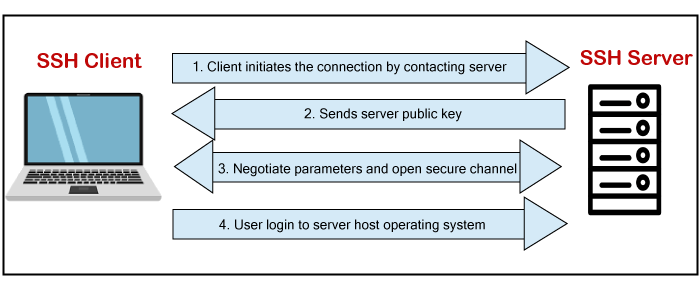 SSH Client
SSH Server
1. Client initiates the connection by contacting server
2. Sends server public key
3. Negotiate parameters and open secure channel
4. User login to server host operating system